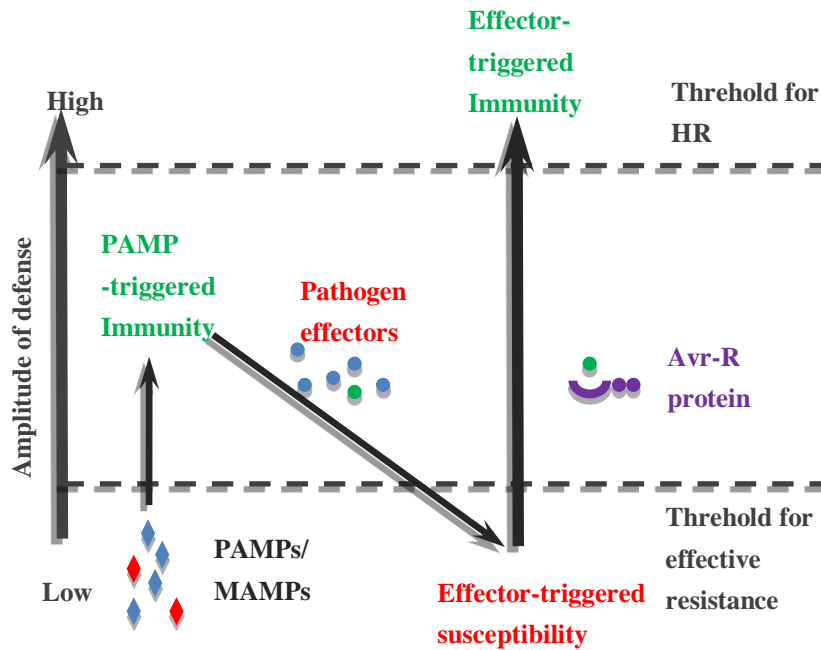 Effector-
triggered
Immunity
High
Threhold for
HR
Amplitude of defense
PAMP
-triggered
Immunity
Pathogen
effectors
Avr-R
protein
PAMPs/
MAMPs
Threhold for
effective
resistance
Low
Effector-triggered
susceptibility